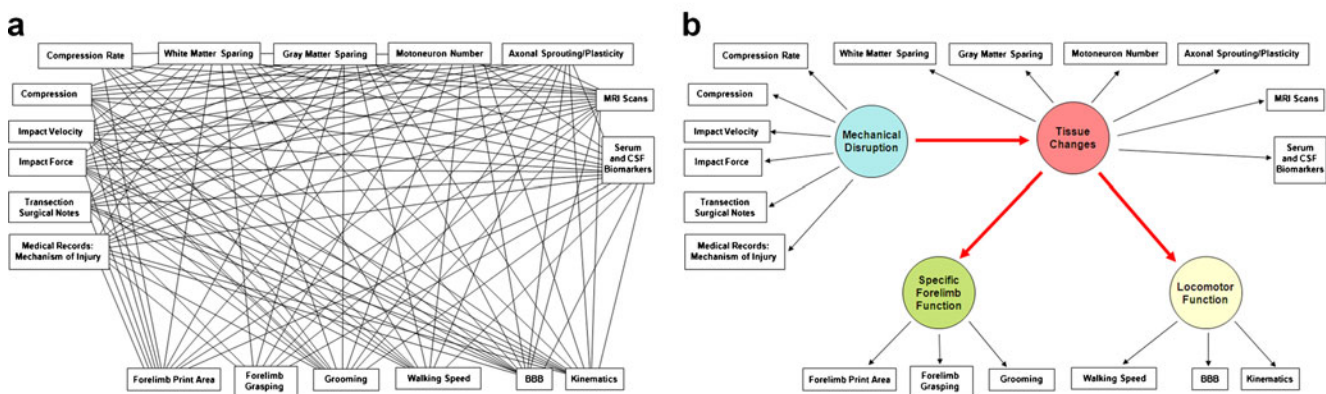 a
Compression Rate
White Matter Sparing
Gray Matter Sparing
Motoneuron Number
Axonal Sprouting/Plasticity
Compression
MRI Scans
Impact Velocity
Impact Force
Serum
and CSF
Biomarkers
Transection
Surgical Notes
Medical Records:
Mechanism of Injury
Forelimb Print Area
Forelimb
Grasping
Grooming
Walking Speed
BBB
Kinematics
b
Compression Rate
White Matter Sparing
Gray Matter Sparing
Motoneuron Number
Axonal Sprouting/Plasticity
Compression
MRI Scans
Impact Velocity
Mechanical
Disruption
Tissue
Changes
Impact Force
Serum
and CSF
Biomarkers
Transection
Surgical Notes
Medical Records:
Mechanism of Injury
Specific
Forelimb
Function
Locomotor
Function
Forelimb Print Area
Forelimb
Grasping
Grooming
Walking Speed
BBB
Kinematics